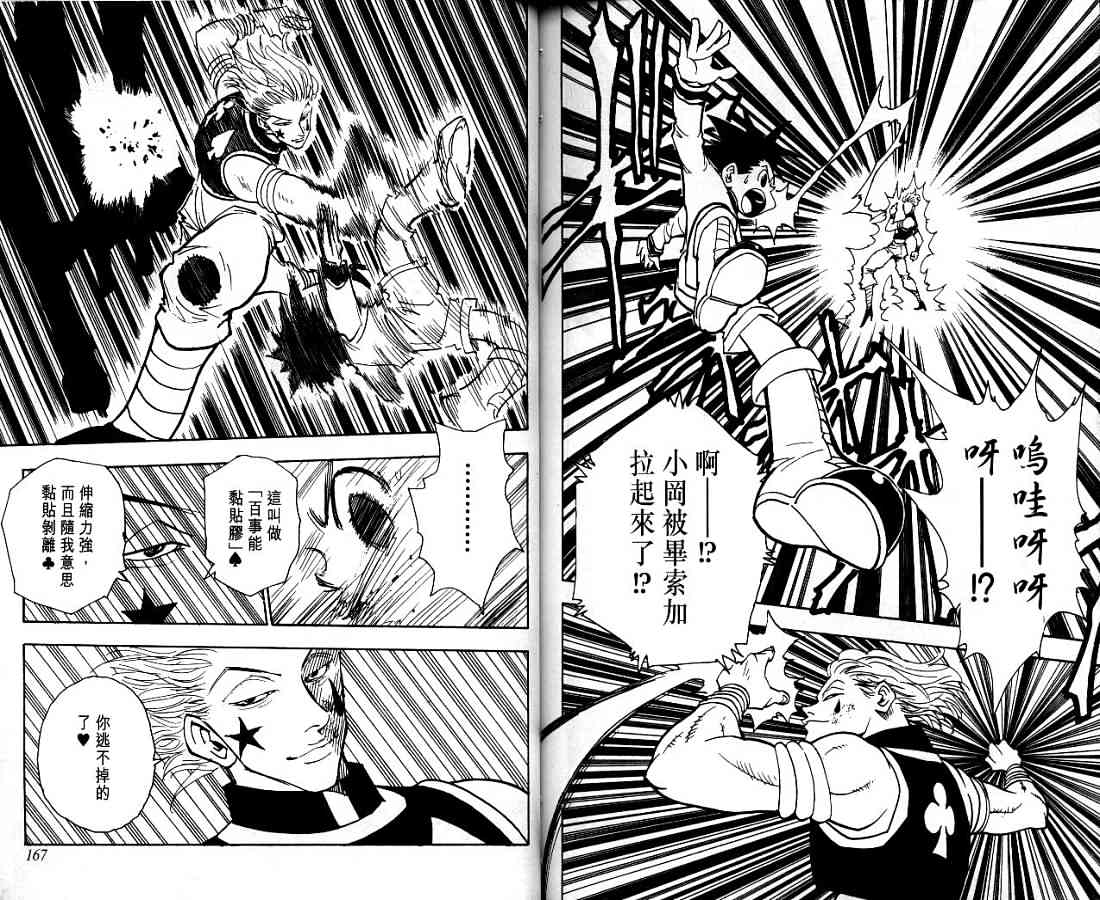 嗚哇呀呀
呀——!?
啊——!?
小岡被畢索加
拉起來了!?
…………
這叫做
「百事能
黏貼膠」♠
伸縮力強，
而且隨我意思
黏貼剝離♣
你逃不掉的
了♥
167